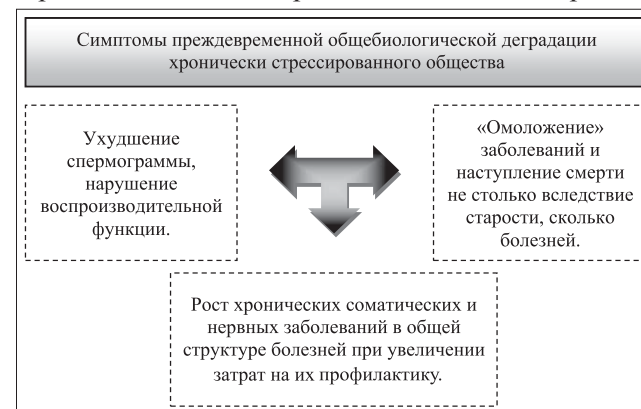 Симптомы преждевременной общебиологической деградации
хронически стрессированного общества
Ухудшение
спермограммы,
нарушение
воспроизводительной
функции.
«Омоложение»
заболеваний и
наступление смерти
не столько вследствие
старости, сколько
болезней.
Рост хронических соматических и
нервных заболеваний в общей
структуре болезней при увеличении
затрат на их профилактику.